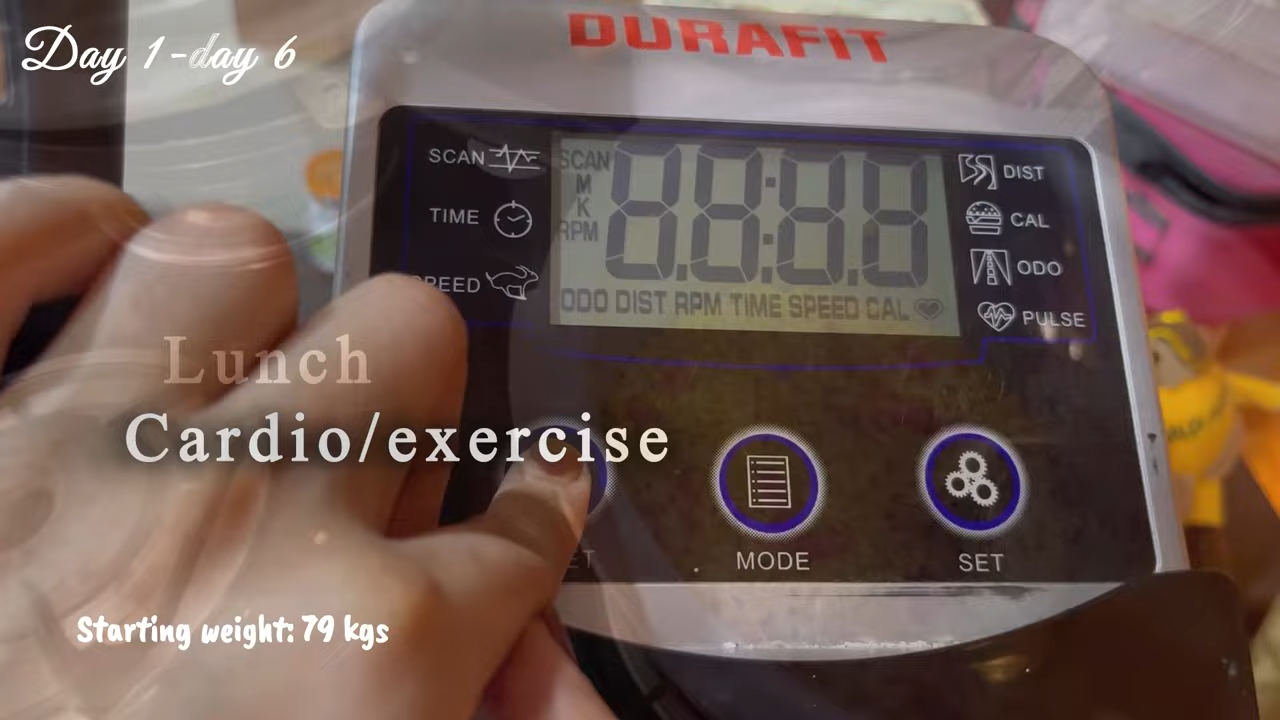 Day 1-day 6
DURAFIT
SCAN
TIME
SPEED
SCAN
M
K
RPM
88:88
ODO DIST RPM TIME SPEED CAL
DIST
CAL
ODO
PULSE
Lunch
Cardio/exercise
MODE
SET
Starting weight: 79 kgs